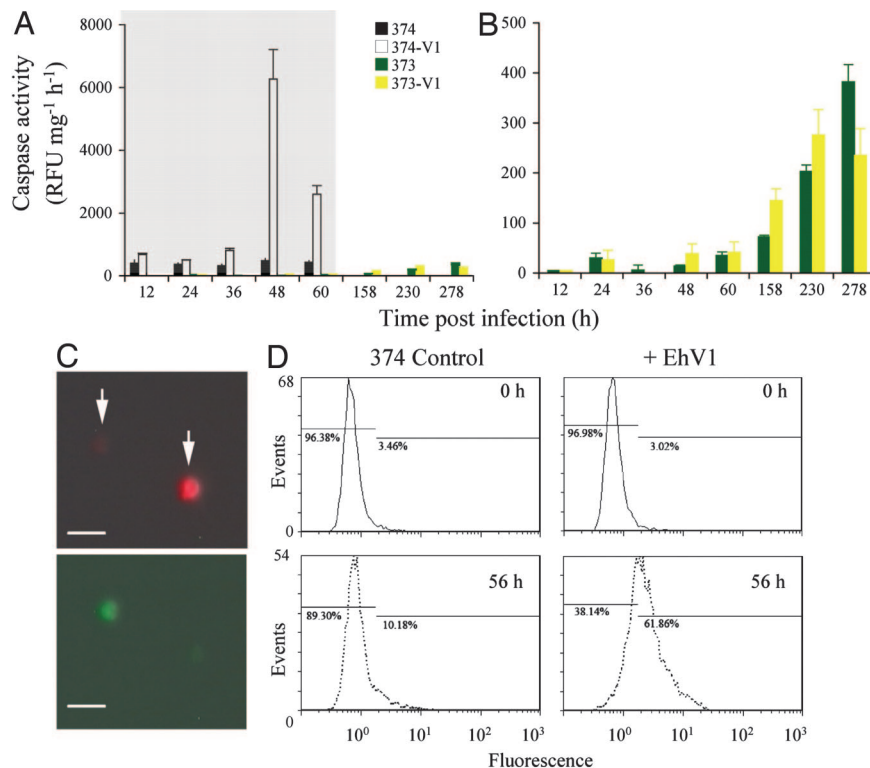 A
8000
6000
4000
2000
0
Caspase activity
(RFU mg-1 h-1)
374
374-V1
373
373-V1
12 24 36 48 60 158 230 278
B
500
400
300
200
100
0
12 24 36 48 60 158 230 278
Time post infection (h)
C
D
374 Control
+ EhV1
68
0 h
96.38%
3.46%
Events
0
0 h
96.98%
3.02%
54
56 h
89.30%
10.18%
Events
0
56 h
38.14%
61.86%
10⁰ 10¹ 10² 10³
10⁰ 10¹ 10² 10³
Fluorescence